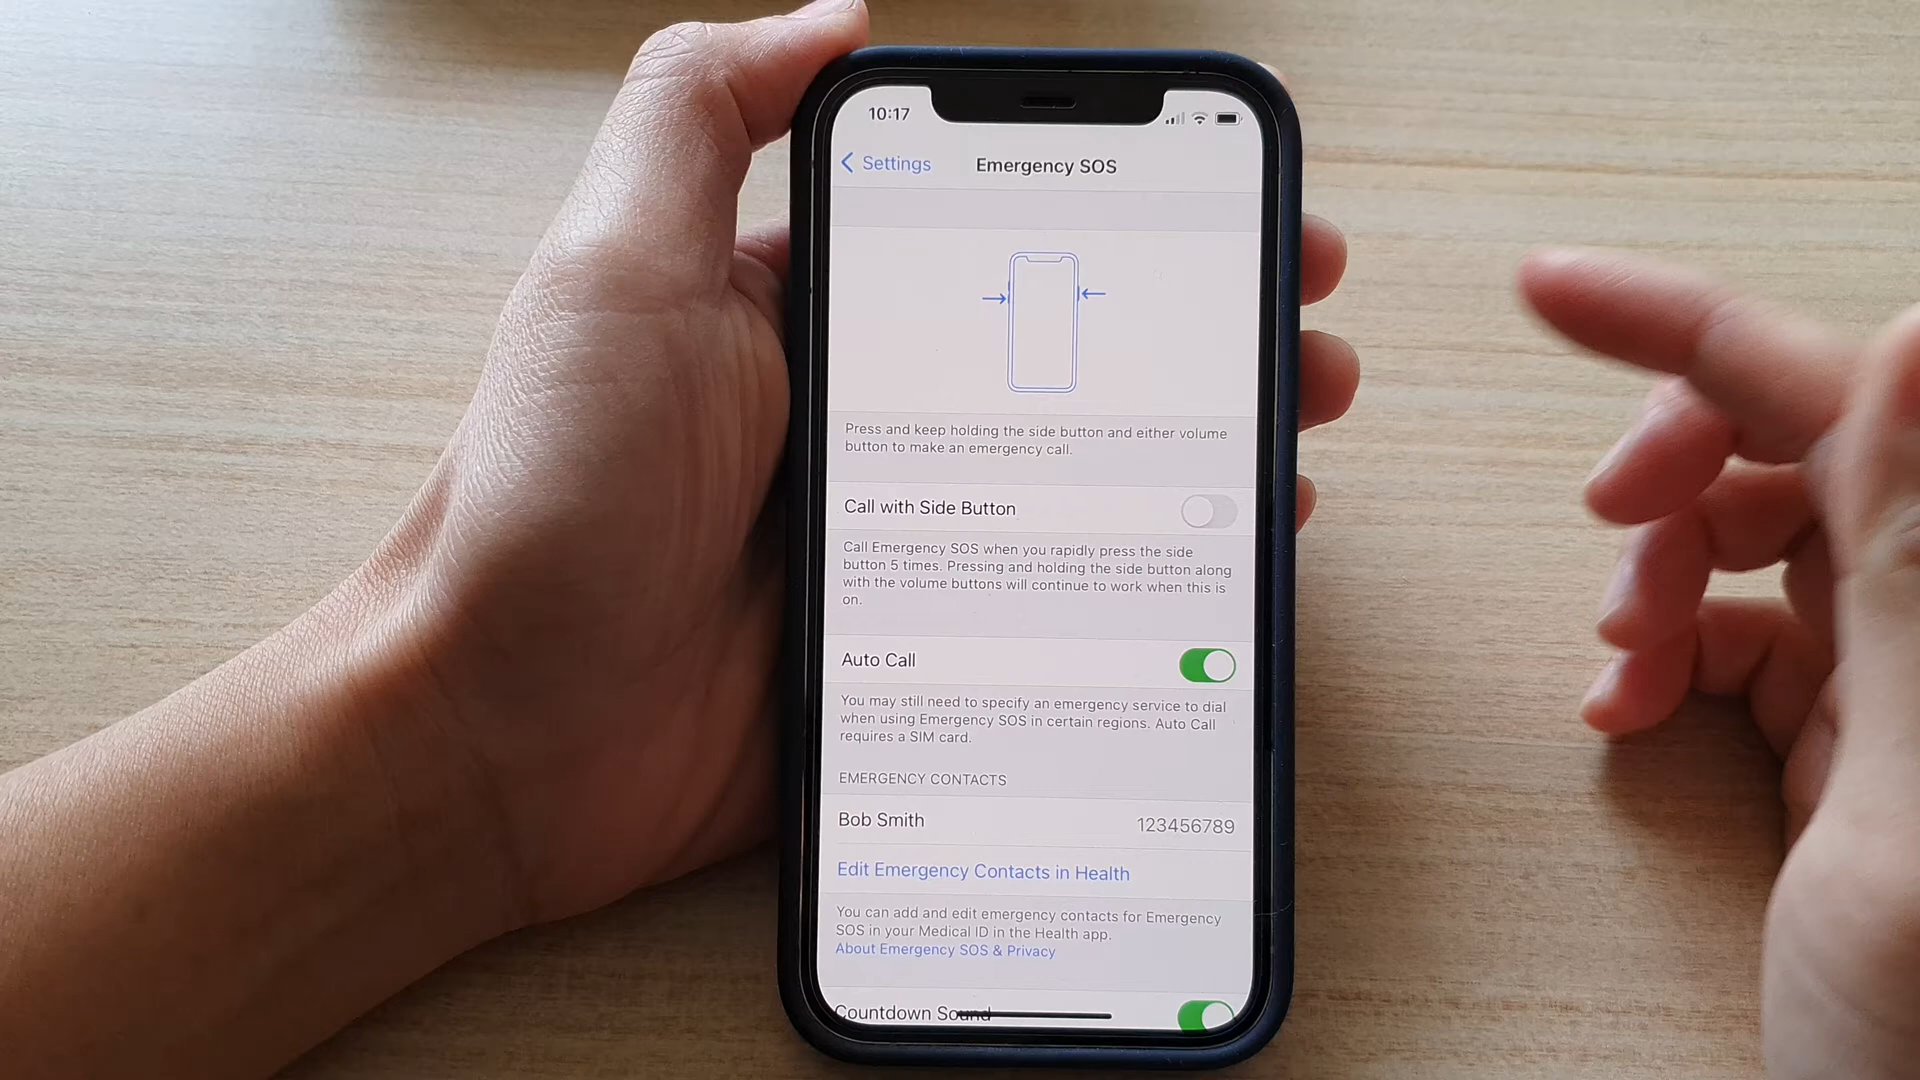 10:17
Settings
Emergency SOS
Press and keep holding the side button and either volume
button to make an emergency call.
Call with Side Button
Call Emergency SOS when you rapidly press the side
button 5 times. Pressing and holding the side button along
with the volume buttons will continue to work when this is
on.
Auto Call
You may still need to specify an emergency service to dial
when using Emergency SOS in certain regions. Auto Call
requires a SIM card.
EMERGENCY CONTACTS
Bob Smith 123456789
Edit Emergency Contacts in Health
You can add and edit emergency contacts for Emergency
SOS in your Medical ID in the Health app.
About Emergency SOS & Privacy
Countdown Sound